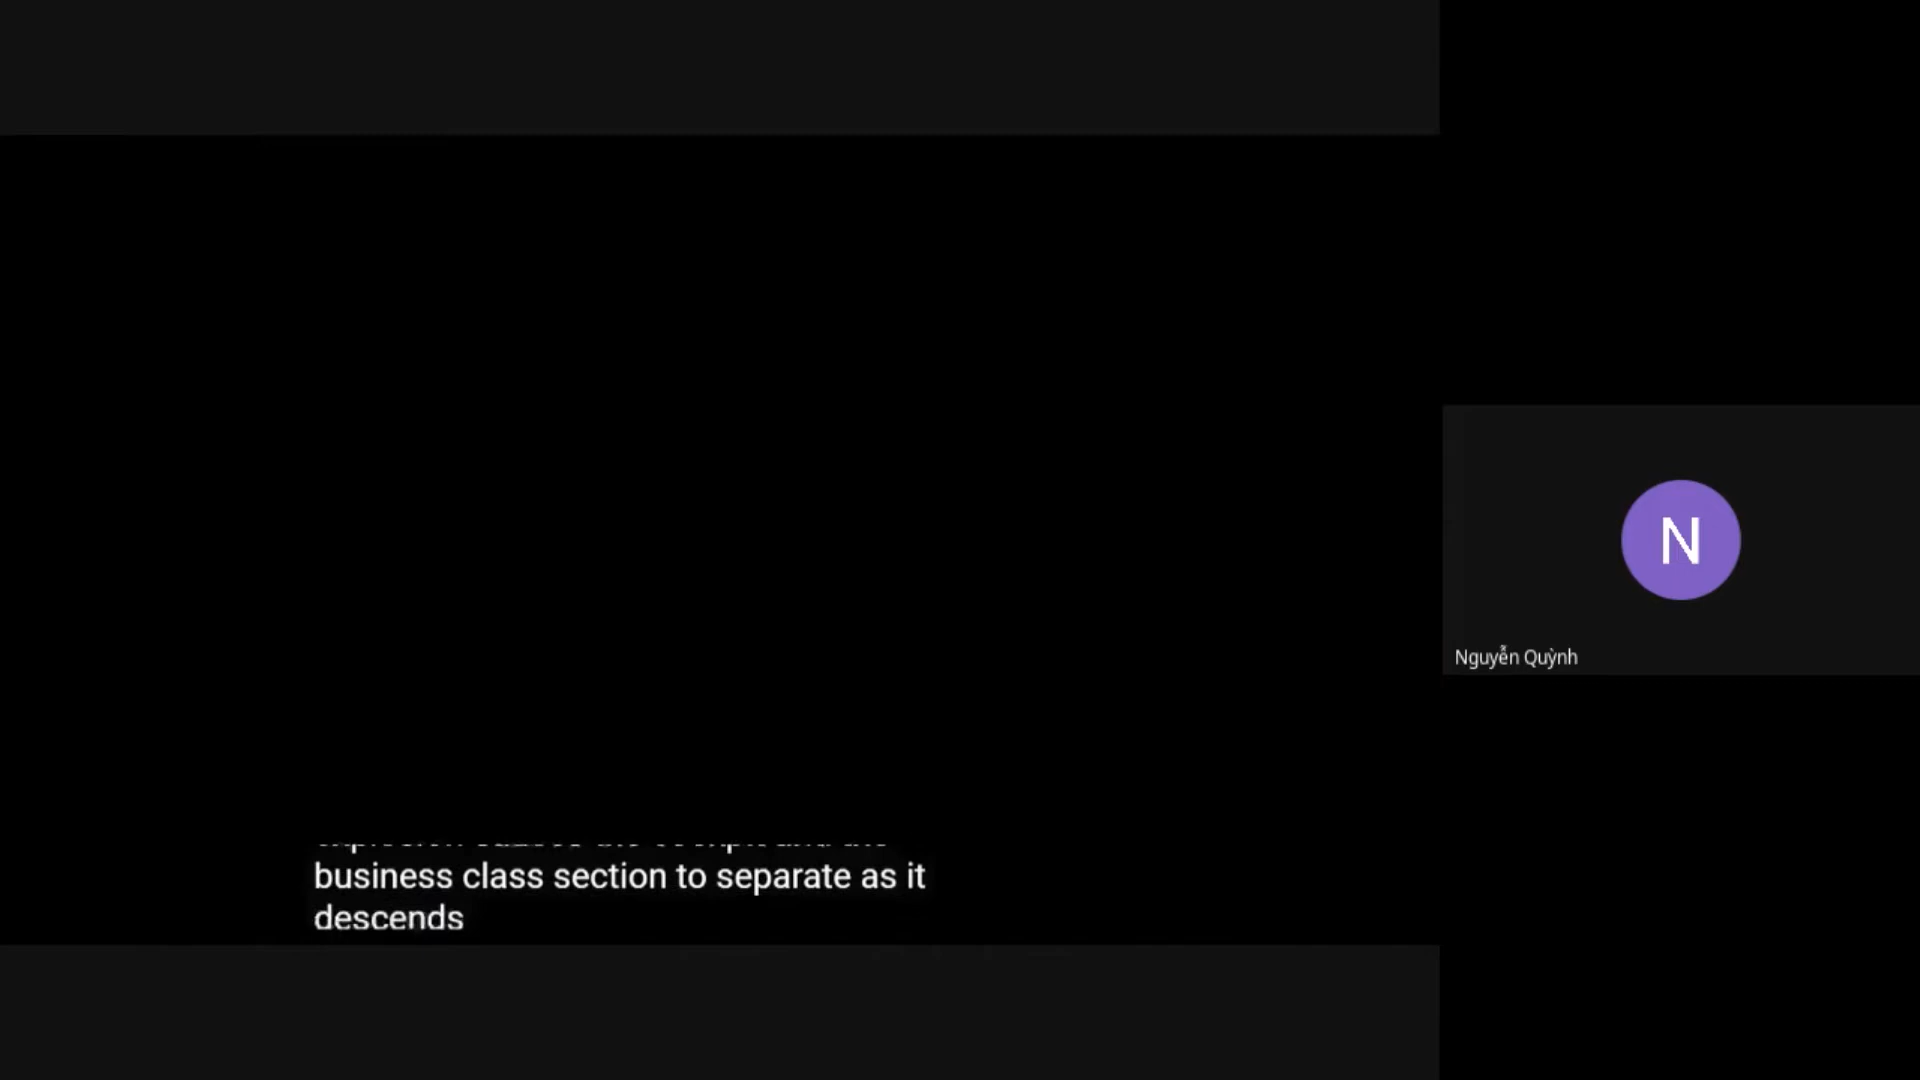 business class section to separate as it
descends
N
Nguyễn Quỳnh